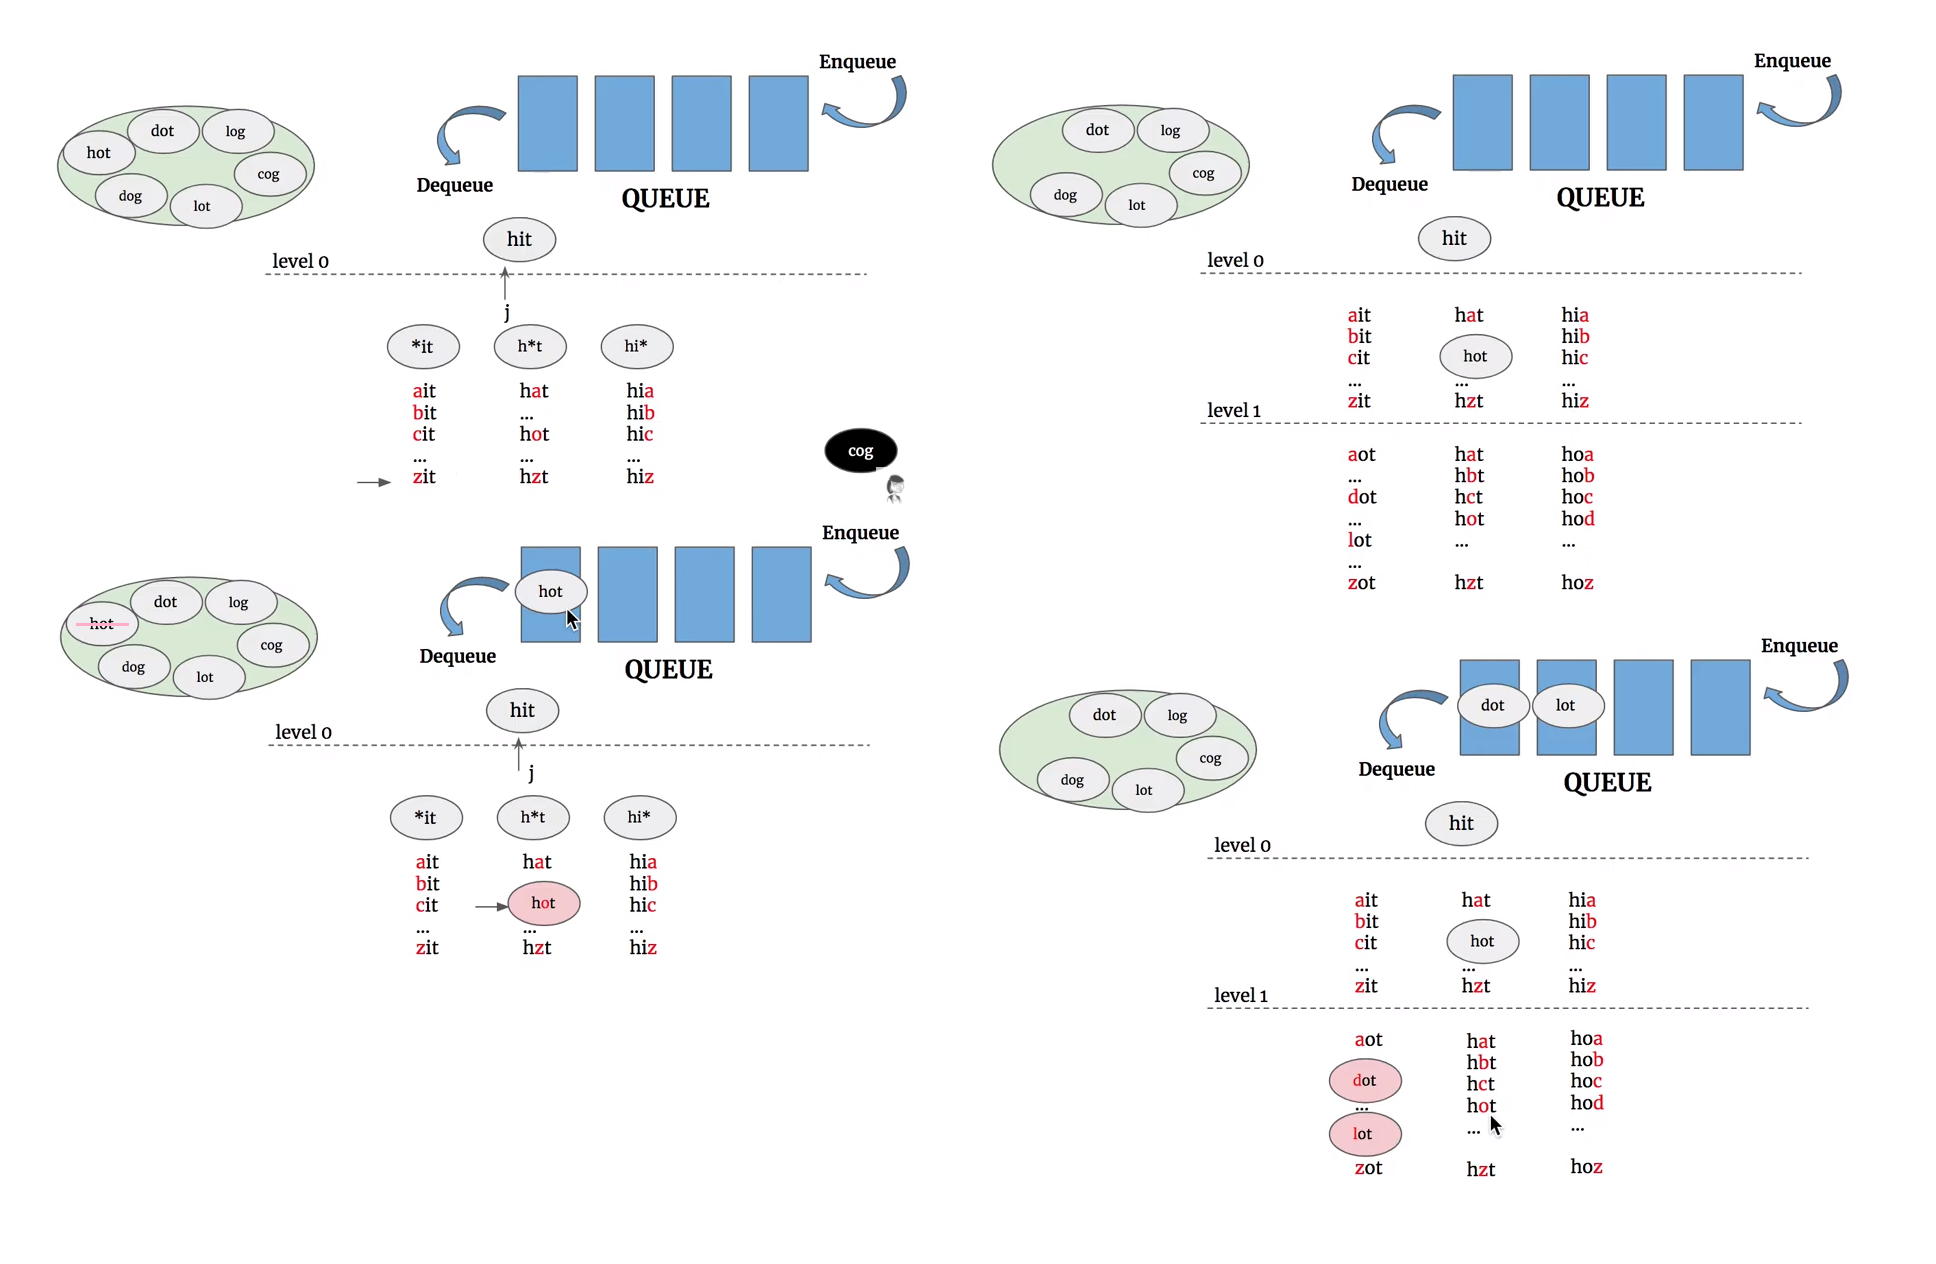 Enqueue
dot log
hot
cog
dog lot
Dequeue
QUEUE
hit
level 0
j
*it h*t hi*
ait hat hia
bit ... hib
cit hot hic
... ... ...
zit hzt hiz
cog
Enqueue
dot log
hot
hot
cog
dog lot
Dequeue
QUEUE
hit
level 0
j
*it h*t hi*
ait hat hia
bit hib
cit hot hic
... ... ...
zit hzt hiz
Enqueue
dot log
cog
dog lot
Dequeue
QUEUE
hit
level 0
ait hat hia
bit hib
cit hot hic
... ... ...
zit hzt hiz
level 1
aot hat hoa
... hbt hob
dot hct hoc
... hot hod
lot ... ...
...
zot hzt hoz
Enqueue
dot log
dot lot
cog
dog lot
Dequeue
QUEUE
hit
level 0
ait hat hia
bit hib
cit hot hic
... ... ...
zit hzt hiz
level 1
aot hat hoa
hbt hob
dot hct hoc
... hot hod
lot ... ...
zot hzt hoz